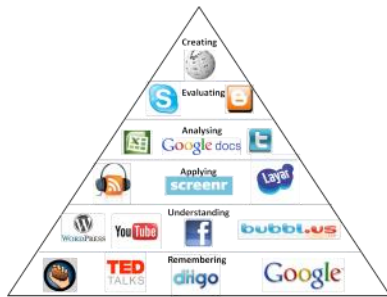 Creating
Evaluating
Analysing
Google docs
Applying
screenr
Layar
Understanding
WORDPRESS
YouTube
bubbl.us
Remembering
TED
TALKS
diigo
Google